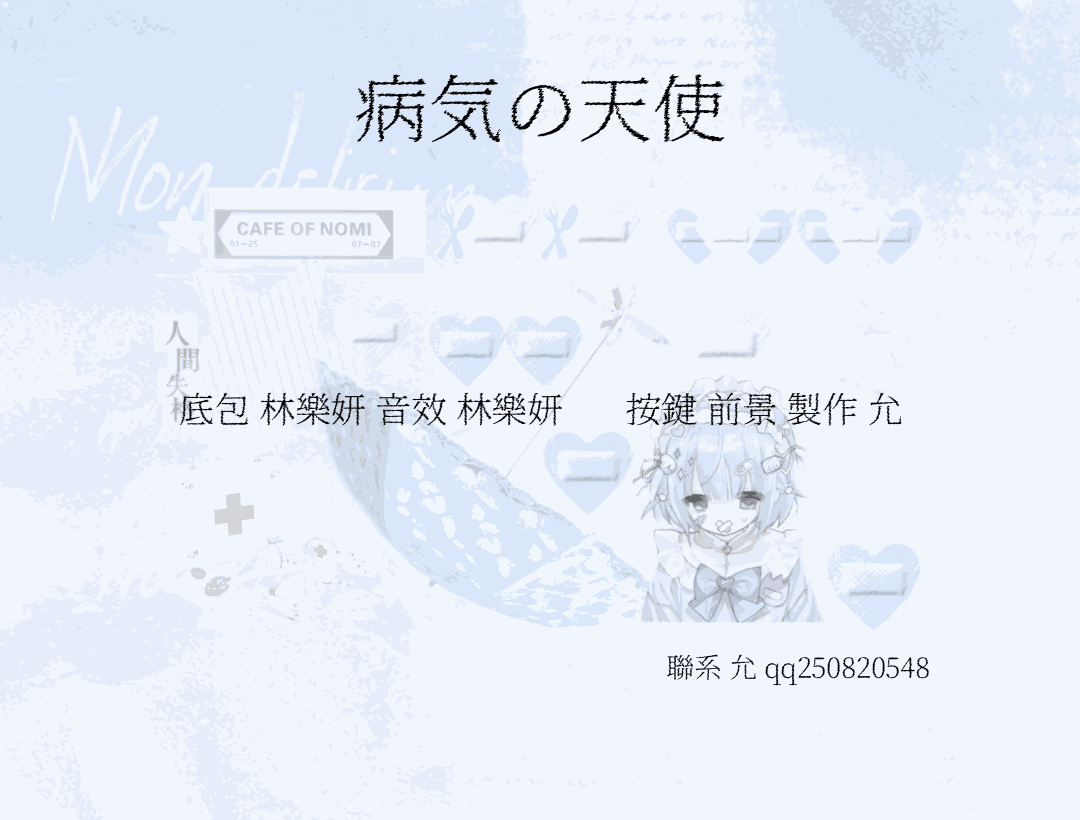 病気の天使
Mon delirium
CAFE OF NOMI
01-25 07-07
人間失格
底包 林樂妍 音效 林樂妍 按鍵 前景 製作 允
聯系 允 qq250820548